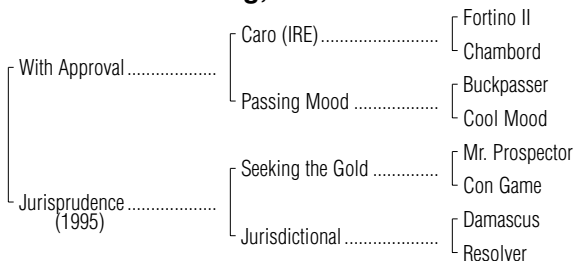 Fortino II
Caro (IRE)
Chambord
With Approval
Buckpasser
Passing Mood
Cool Mood
Mr. Prospector
Seeking the Gold
Con Game
Jurisprudence
(1995)
Damascus
Jurisdictional
Resolver